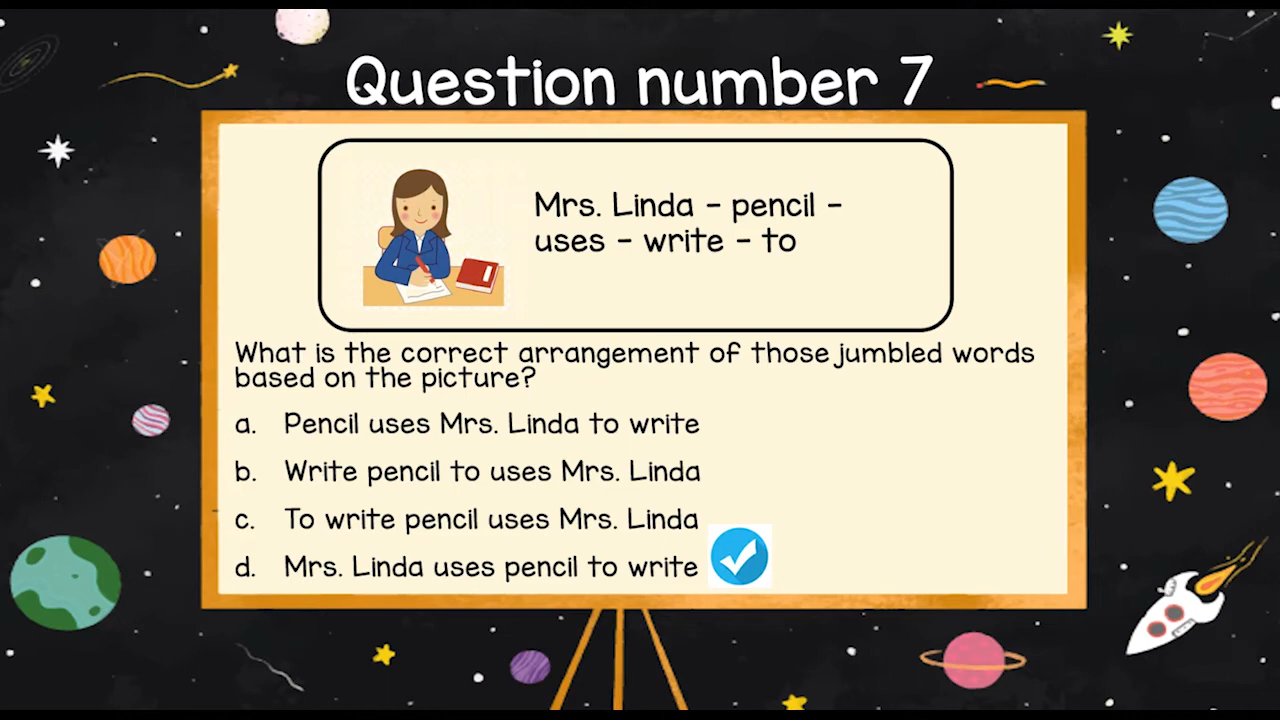 Question number 7
Mrs. Linda - pencil -
uses - write - to
What is the correct arrangement of those jumbled words
based on the picture?
a. Pencil uses Mrs. Linda to write
b. Write pencil to uses Mrs. Linda
c. To write pencil uses Mrs. Linda
d. Mrs. Linda uses pencil to write